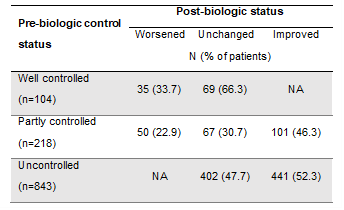 Pre-biologic control status Post-biologic status
Worsened Unchanged Improved
N (% of patients)
Well controlled (n=104) 35 (33.7) 69 (66.3) NA
Partly controlled (n=218) 50 (22.9) 67 (30.7) 101 (46.3)
Uncontrolled (n=843) NA 402 (47.7) 441 (52.3)